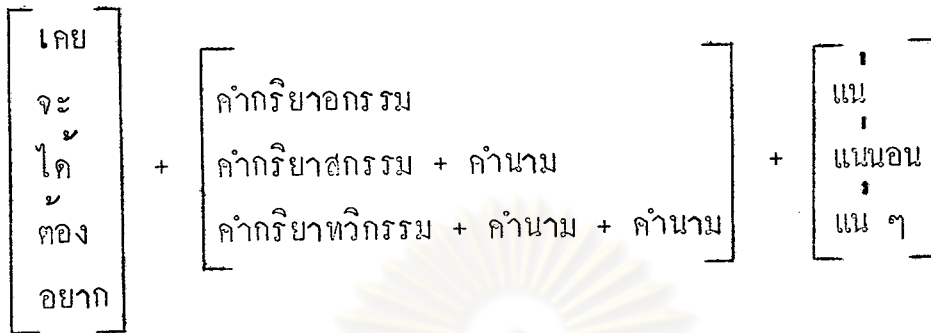 เคย
จะ
ได้
ต้อง
อยาก
+
คำกริยาอกรรม
คำกริยาสกรรม + คำนาม
คำกริยาทวิกรรม + คำนาม + คำนาม
+
แน่
แน่นอน
แน่ ๆ